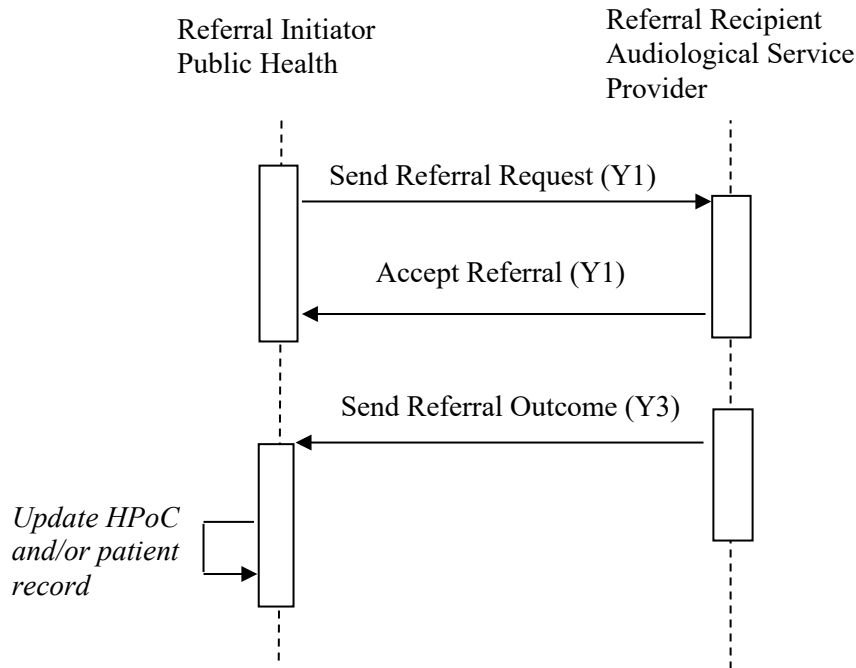 Referral Initiator
Public Health
Referral Recipient
Audiological Service
Provider
Send Referral Request (Y1)
Accept Referral (Y1)
Send Referral Outcome (Y3)
Update HPoC
and/or patient
record